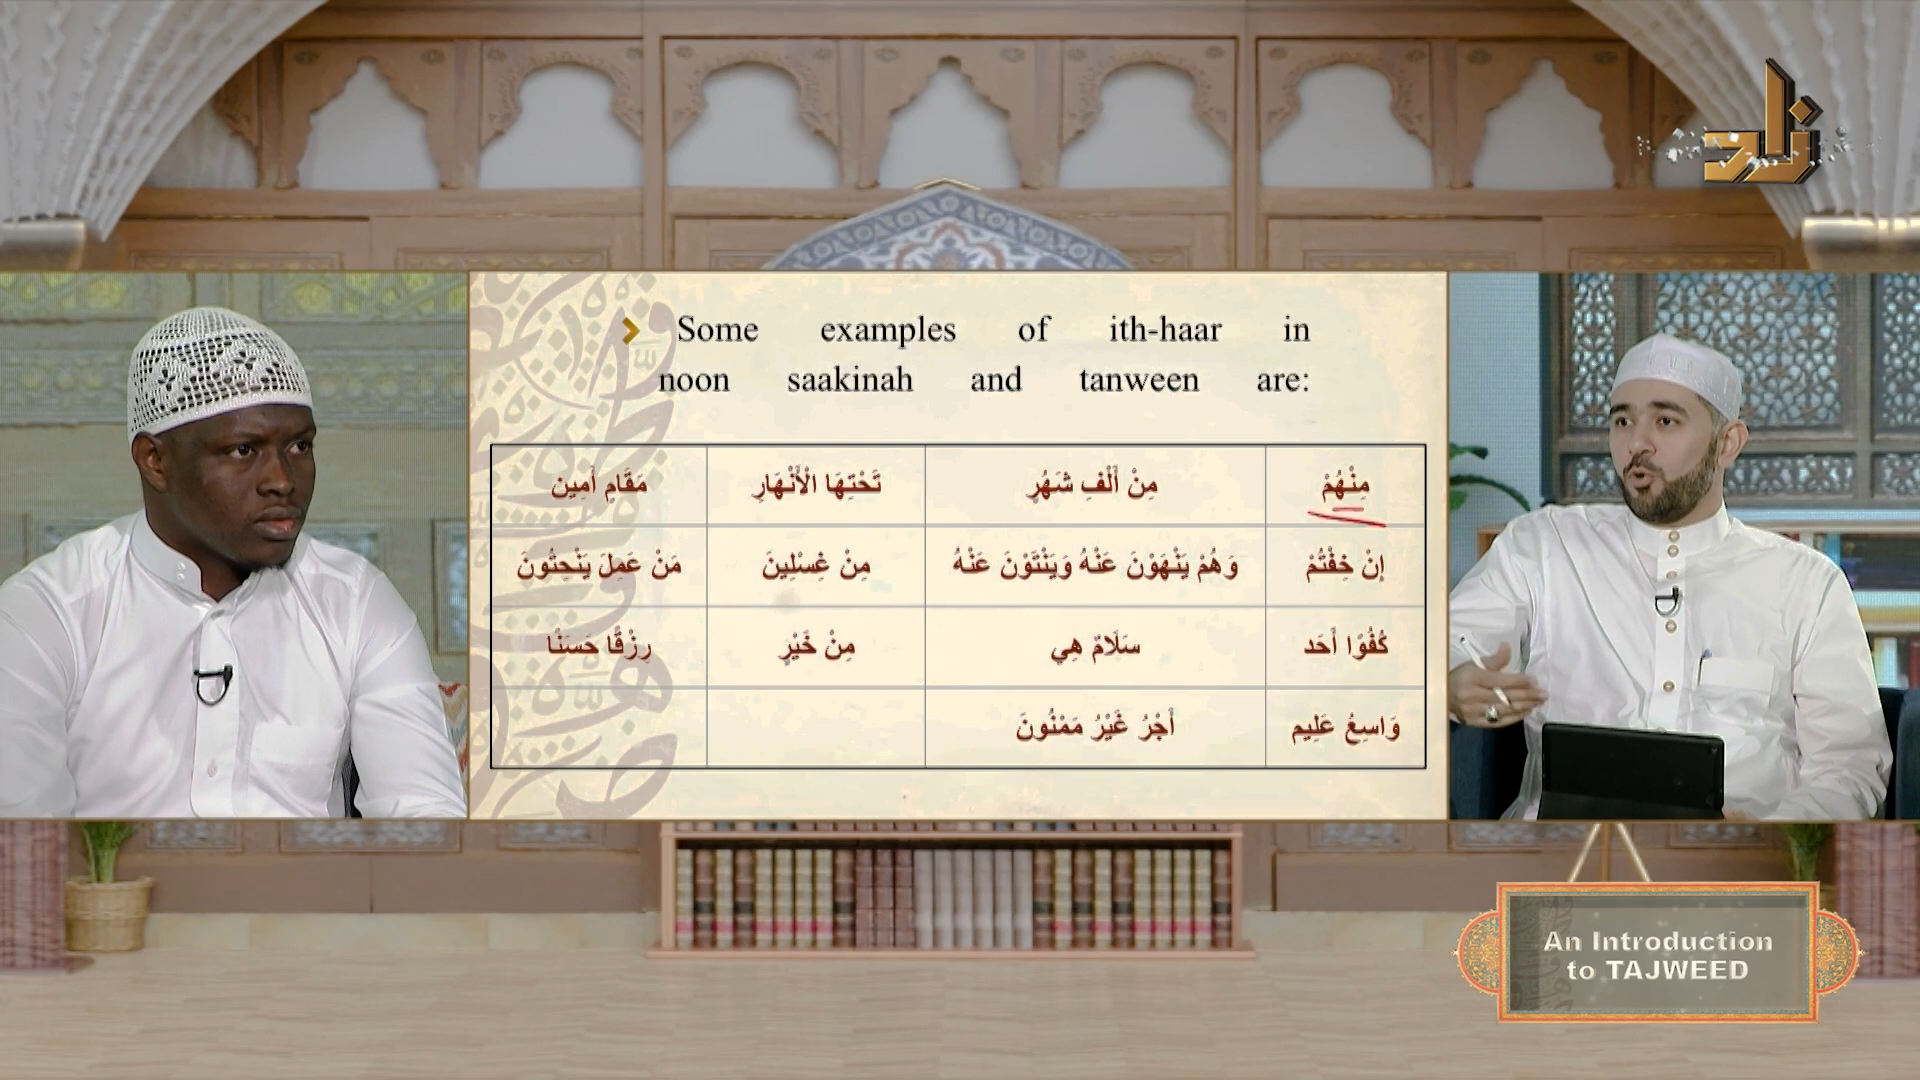 زاد
Some examples of ith-haar in
noon saakinah and tanween are:
مِنْهُمْ
مِنْ أَلْفِ شَهْرٍ
تَحْتِهَا الْأَنْهَارِ
مَقَامٍ أَمِين
إِنْ خِفْتُمْ
وَهُمْ يَنْهَوْنَ عَنْهُ وَيَنْئَوْنَ عَنْهُ
مِنْ غِسْلِينَ
مَنْ عَمِلَ يَنْحِتُونَ
كُفُوًا أَحَد
سَلَامٌ هِي
مِنْ خَيْرٍ
رِزْقًا حَسَنًا
وَاسِعُ عَلِيم
أَجْرُ غَيْرُ مَمْنُونَ
An Introduction
to TAJWEED